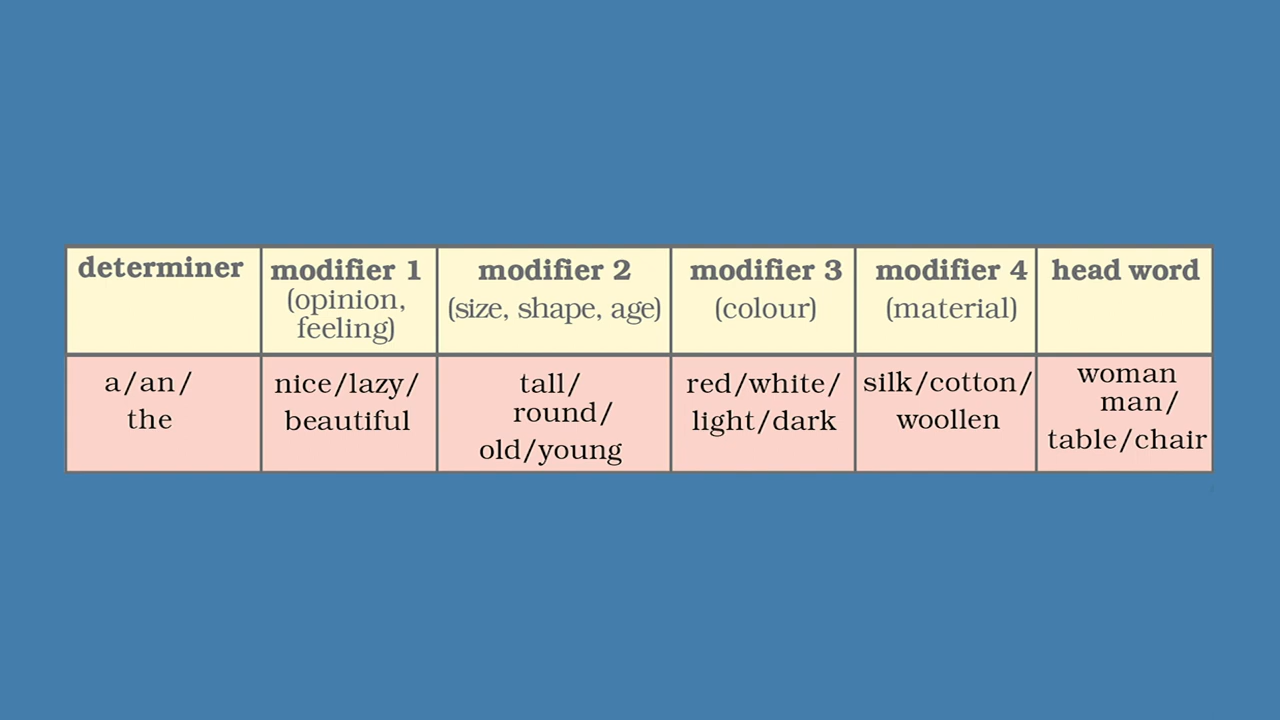 determiner
modifier 1
(opinion,
feeling)
modifier 2
(size, shape, age)
modifier 3
(colour)
modifier 4
(material)
head word
a/an/
the
nice/lazy/
beautiful
tall/
round/
old/young
red/white/
light/dark
silk/cotton/
woollen
woman
man/
table/chair